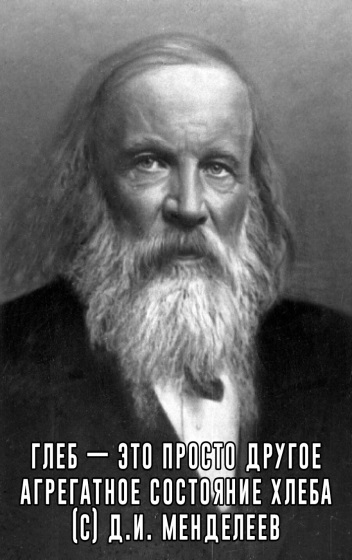 ГЛЕБ — ЭТО ПРОСТО ДРУГОЕ
АГРЕГАТНОЕ СОСТОЯНИЕ ХЛЕБА
(С) Д.И. МЕНДЕЛЕЕВ